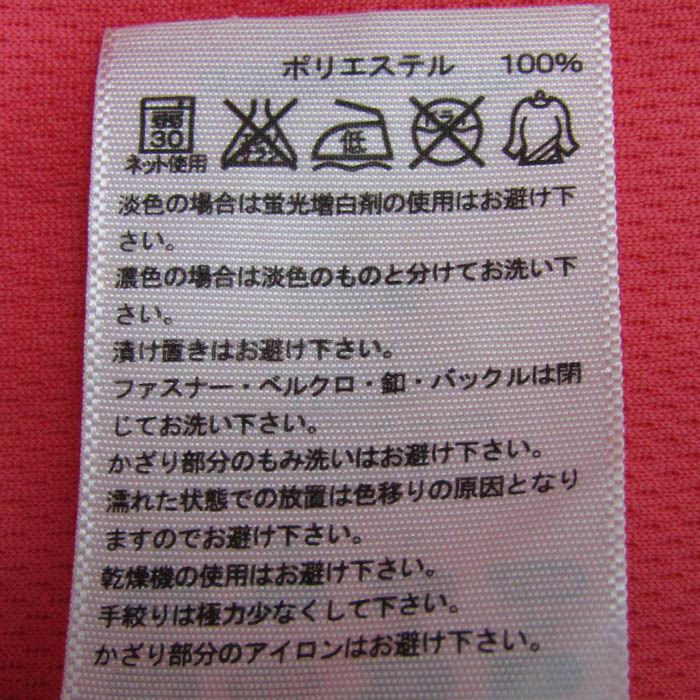 ポリエステル 100%
弱 30 エンソサラシ 低 ドライ
ネット使用
淡色の場合は蛍光増白剤の使用はお避け下
さい。
濃色の場合は淡色のものと分けてお洗い下
さい。
漬け置きはお避け下さい。
ファスナー・ベルクロ・釦・バックルは閉
じてお洗い下さい。
かざり部分のもみ洗いはお避け下さい。
濡れた状態での放置は色移りの原因となり
ますのでお避け下さい。
乾燥機の使用はお避け下さい。
手絞りは極力少なくして下さい。
かざり部分のアイロンはお避け下さい。